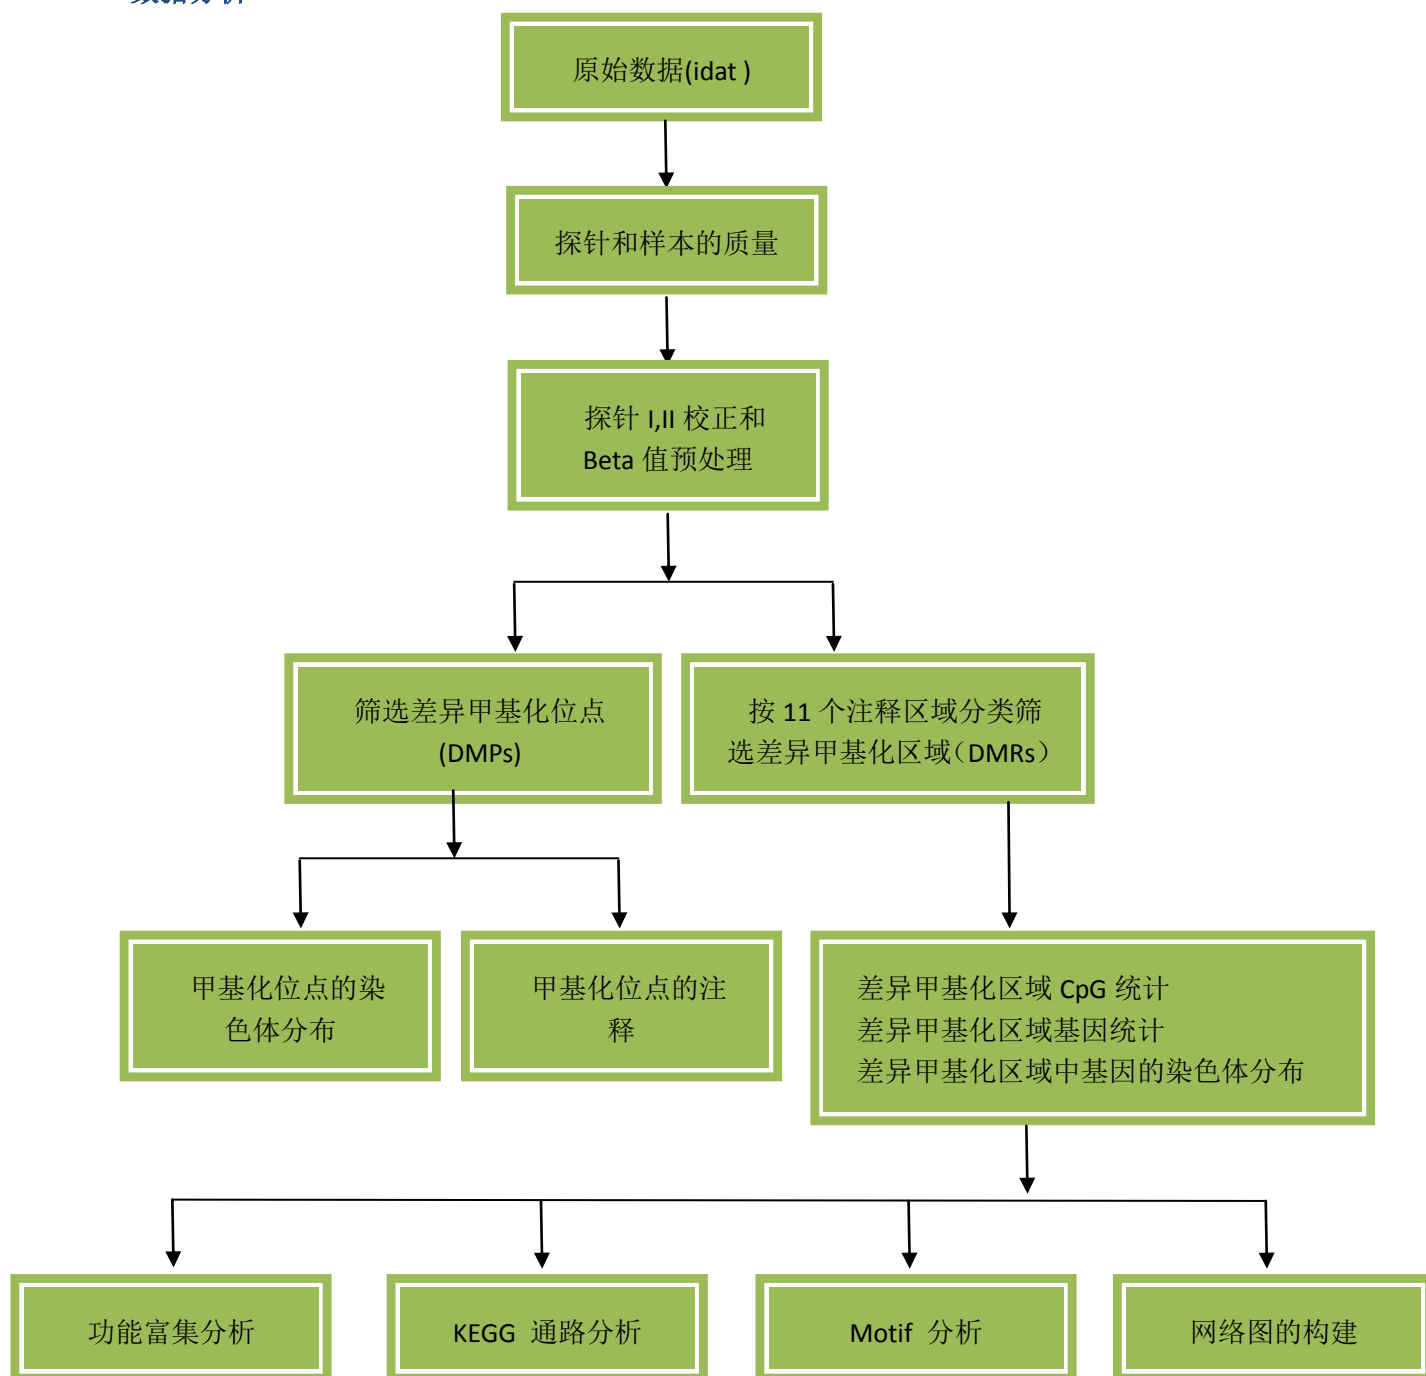 数据分析
原始数据(idat )
探针和样本的质量
探针 I,II 校正和
Beta 值预处理
筛选差异甲基化位点
(DMPs)
按 11 个注释区域分类筛
选差异甲基化区域（DMRs）
甲基化位点的染
色体分布
甲基化位点的注
释
差异甲基化区域 CpG 统计
差异甲基化区域基因统计
差异甲基化区域中基因的染色体分布
功能富集分析
KEGG 通路分析
Motif 分析
网络图的构建